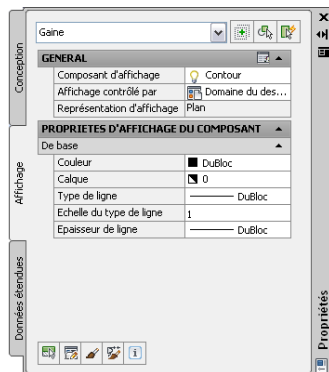 Gaine
GENERAL
Composant d'affichage Contour
Affichage contrôlé par Domaine du des...
Représentation d'affichage Plan
PROPRIETES D'AFFICHAGE DU COMPOSANT
De base
Couleur DuBloc
Calque 0
Type de ligne DuBloc
Echelle du type de ligne 1
Epaisseur de ligne DuBloc
Conception
Affichage
Données étendues
Propriétés